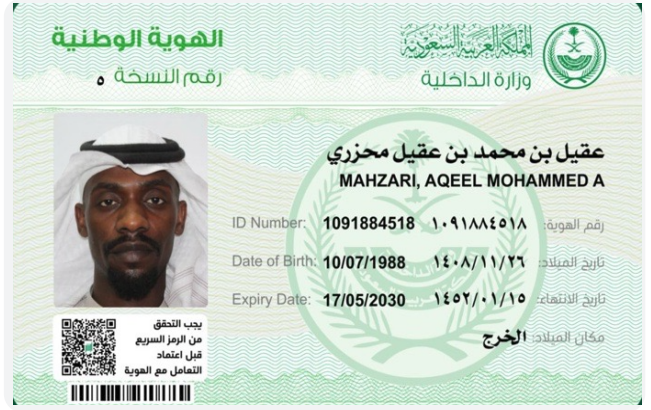 الهوية الوطنية
رقم النسخة ٥
المملكة العربية السعودية
وزارة الداخلية
عقيل بن محمد بن عقيل محزري
MAHZARI, AQEEL MOHAMMED A
ID Number: 1091884518 ١٠٩١٨٨٤٥١٨ رقم الهوية:
Date of Birth: 10/07/1988 ١٤٠٨/١١/٢٦ تاريخ الميلاد:
Expiry Date: 17/05/2030 ١٤٥٢/٠١/١٥ تاريخ الانتهاء:
مكان الميلاد: الخرج
يجب التحقق
من الرمز السريع
قبل اعتماد
التعامل مع الهوية